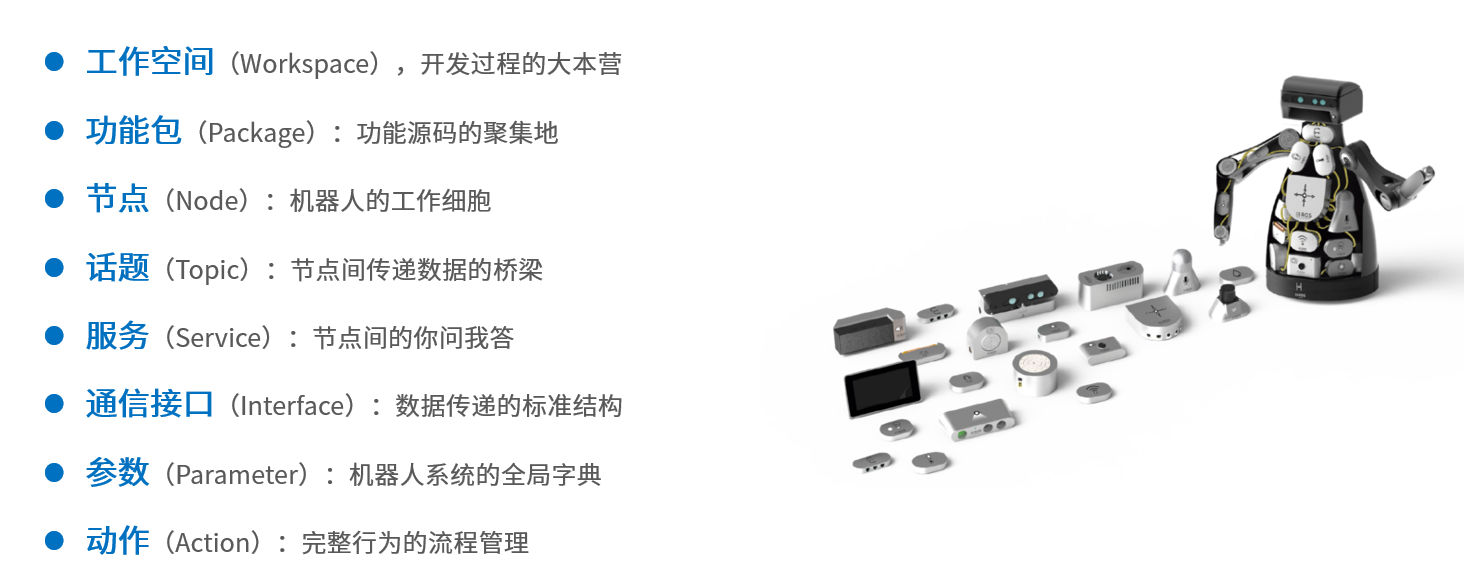 工作空间（Workspace），开发过程的大本营
功能包（Package）：功能源码的聚集地
节点（Node）：机器人的工作细胞
话题（Topic）：节点间传递数据的桥梁
服务（Service）：节点间的你问我答
通信接口（Interface）：数据传递的标准结构
参数（Parameter）：机器人系统的全局字典
动作（Action）：完整行为的流程管理